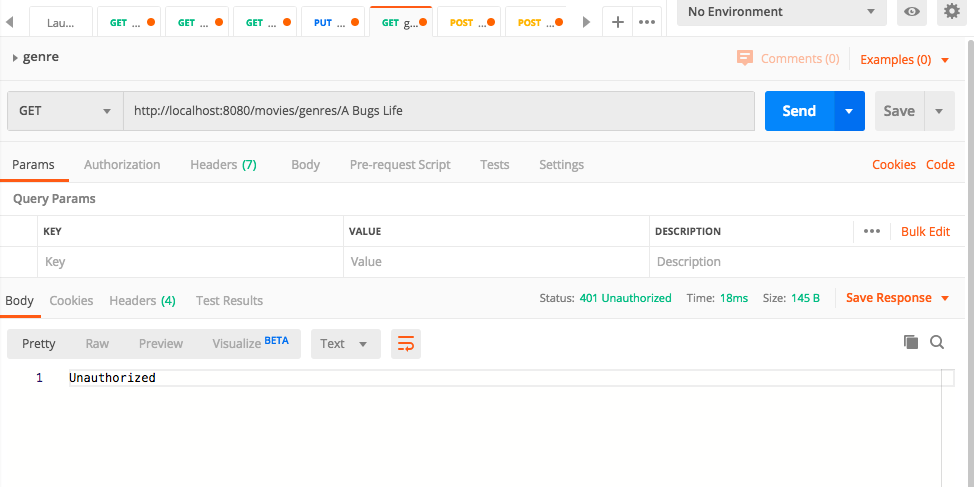 Lau... GET ... GET ... GET ... PUT ... GET g... POST ... POST ... + ••• No Environment
genre Comments (0) Examples (0)
GET http://localhost:8080/movies/genres/A Bugs Life Send Save
Params Authorization Headers (7) Body Pre-request Script Tests Settings Cookies Code
Query Params
KEY VALUE DESCRIPTION ••• Bulk Edit
Key Value Description
Body Cookies Headers (4) Test Results Status: 401 Unauthorized Time: 18ms Size: 145 B Save Response
Pretty Raw Preview Visualize BETA Text
1 Unauthorized